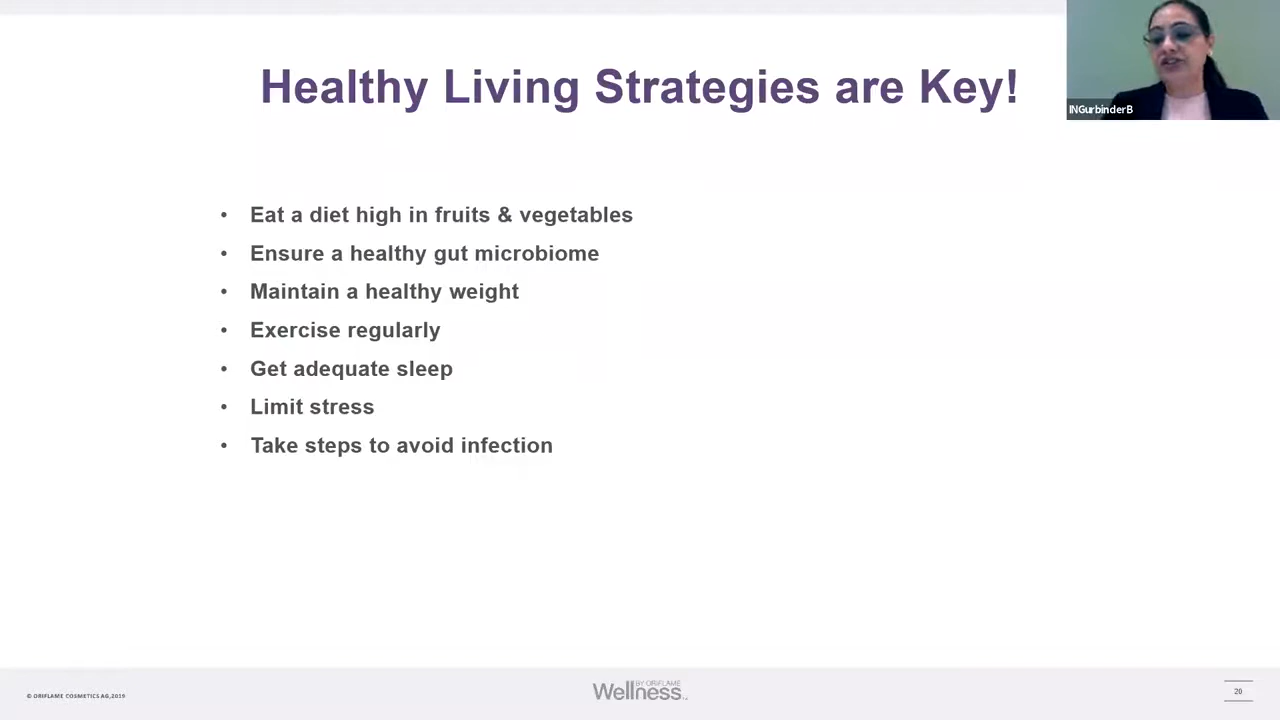 Healthy Living Strategies are Key!
INGurbinderB
• Eat a diet high in fruits & vegetables
• Ensure a healthy gut microbiome
• Maintain a healthy weight
• Exercise regularly
• Get adequate sleep
• Limit stress
• Take steps to avoid infection
© ORIFLAME COSMETICS AG,2019
BY ORIFLAME
Wellness
20